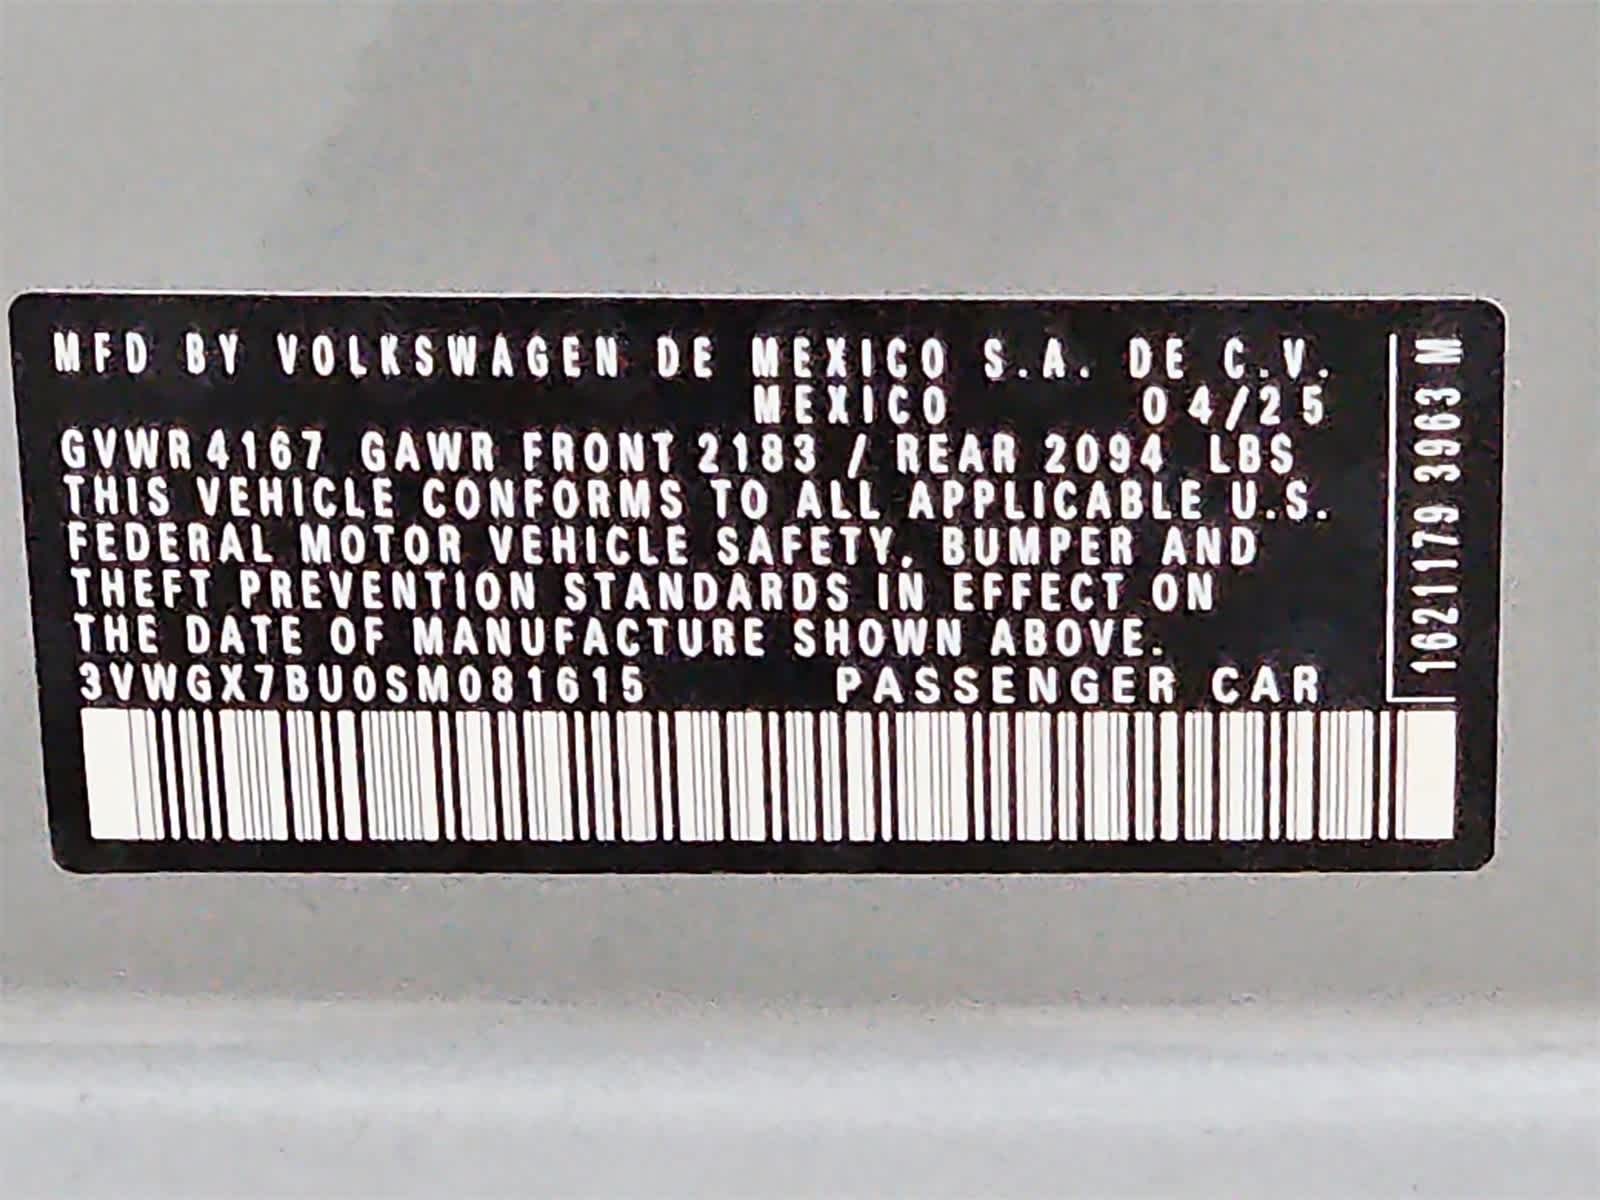 MFD BY VOLKSWAGEN DE MEXICO S.A. DE C.V.
MEXICO 04/25
GVWR 4167 GAWR FRONT 2183 / REAR 2094 LBS
THIS VEHICLE CONFORMS TO ALL APPLICABLE U.S.
FEDERAL MOTOR VEHICLE SAFETY, BUMPER AND
THEFT PREVENTION STANDARDS IN EFFECT ON
THE DATE OF MANUFACTURE SHOWN ABOVE.
3VWGX7BU0SM081615 PASSENGER CAR
1621179 3963 M